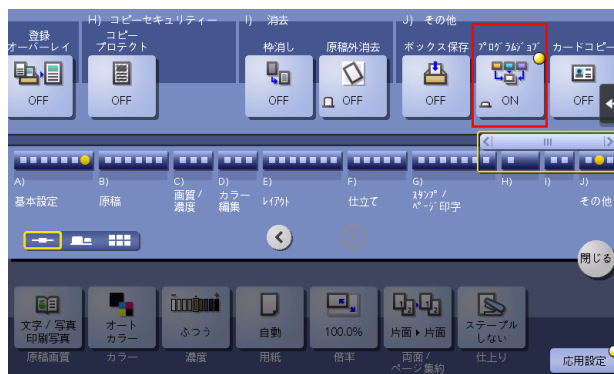 H) コピーセキュリティー
I) 消去
J) その他
登録
オーバーレイ
コピー
プロテクト
枠消し
原稿外消去
ボックス保存
ﾌﾟﾛｸﾞﾗﾑｼﾞｮﾌﾞ
カードコピー
OFF
OFF
OFF
OFF
OFF
ON
OFF
A)
基本設定
B)
原稿
C)
画質/
濃度
D)
カラー
編集
E)
ﾚｲｱｳﾄ
F)
仕立て
G)
ｽﾀﾝﾌﾟ/
ﾍﾟｰｼﾞ印字
H)
I)
J)
その他
閉じる
文字/写真
印刷写真
オート
カラー
ふつう
自動
100.0%
片面▶片面
ステープル
しない
原稿画質
カラー
濃度
用紙
倍率
両面/
ページ集約
仕上り
応用設定